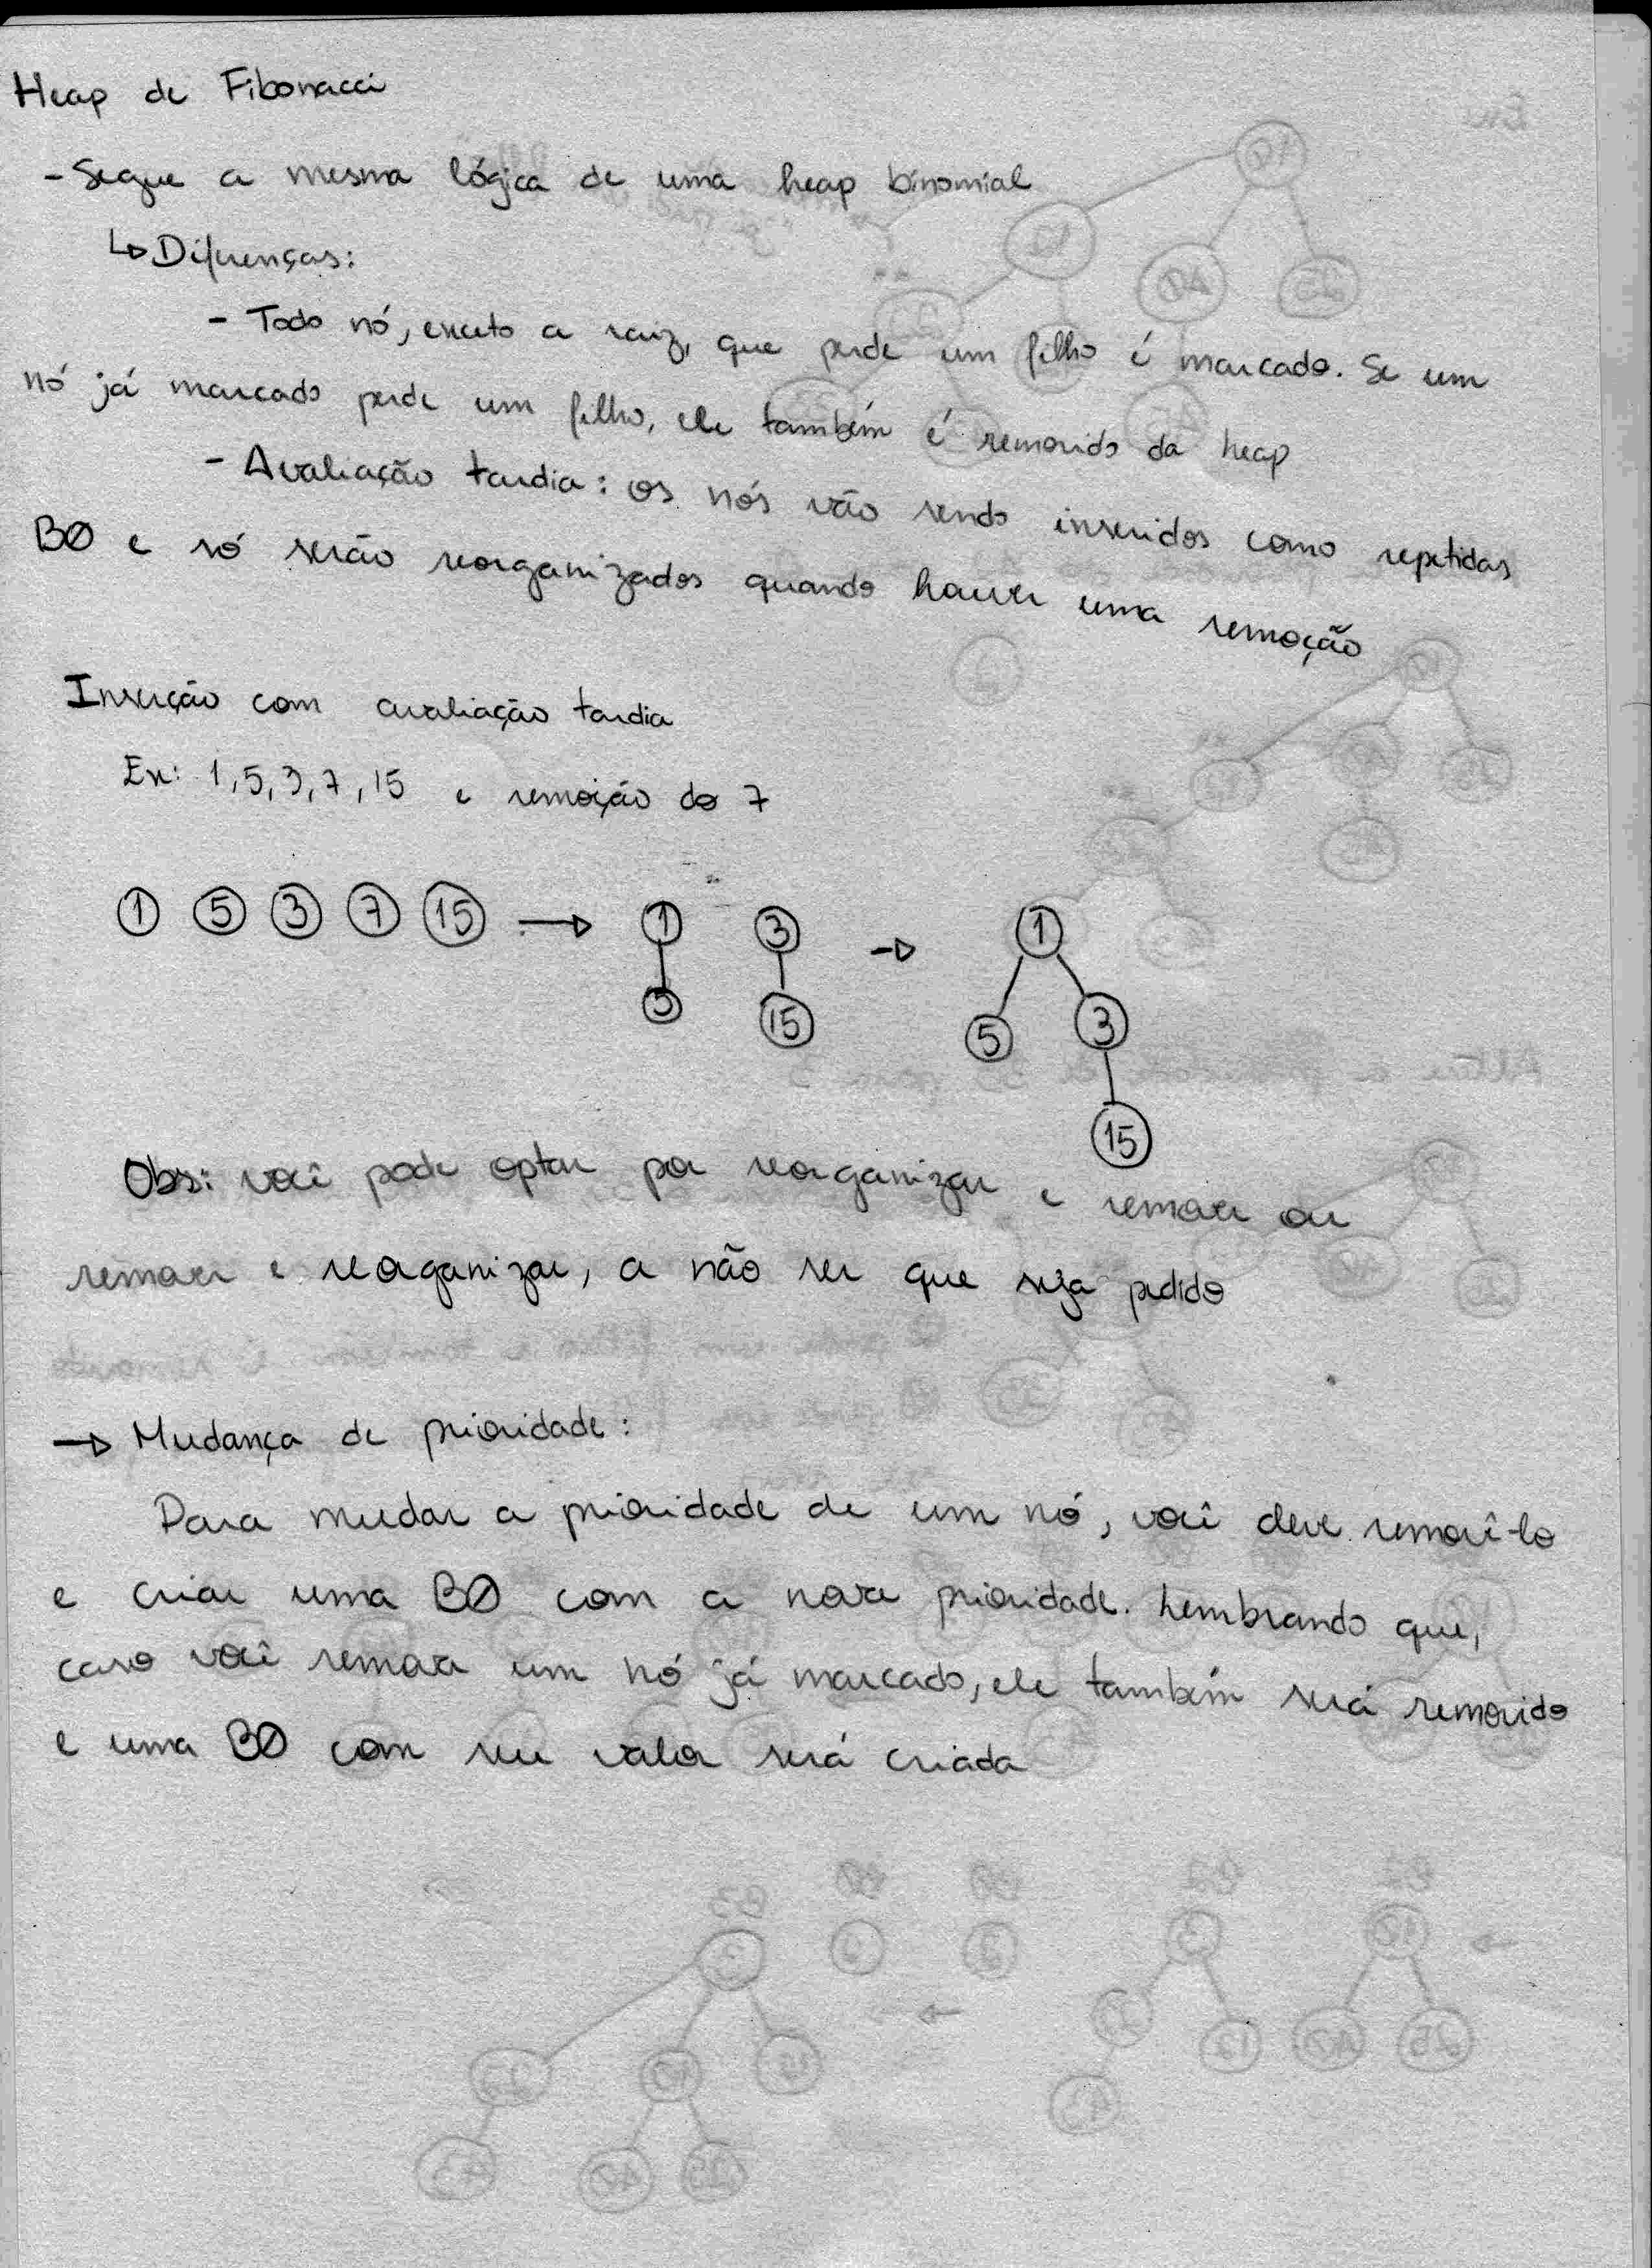 Heap de Fibonacci
- Segue a mesma lógica de uma heap binomial
↳ Diferenças:
- Todo nó, exceto a raiz, que perde um filho é marcado. Se um
nó já marcado perde um filho, ele também é removido da heap
- Avaliação tardia: os nós vão sendo inseridos como repetidas
BØ e só serão reorganizados quando houver uma remoção
Inserção com avaliação tardia
Ex: 1, 5, 3, 7, 15 e remoção do 7
1 5 3 7 15 → 1 3 → 1
5 15 5 3
15
Obs: você pode optar por reorganizar e remover ou
remover e reorganizar, a não ser que seja pedido
→ Mudança de prioridade:
Para mudar a prioridade de um nó, você deve removê-lo
e criar uma BØ com a nova prioridade. Lembrando que,
caso você remova um nó já marcado, ele também será removido
e uma BØ com seu valor será criada